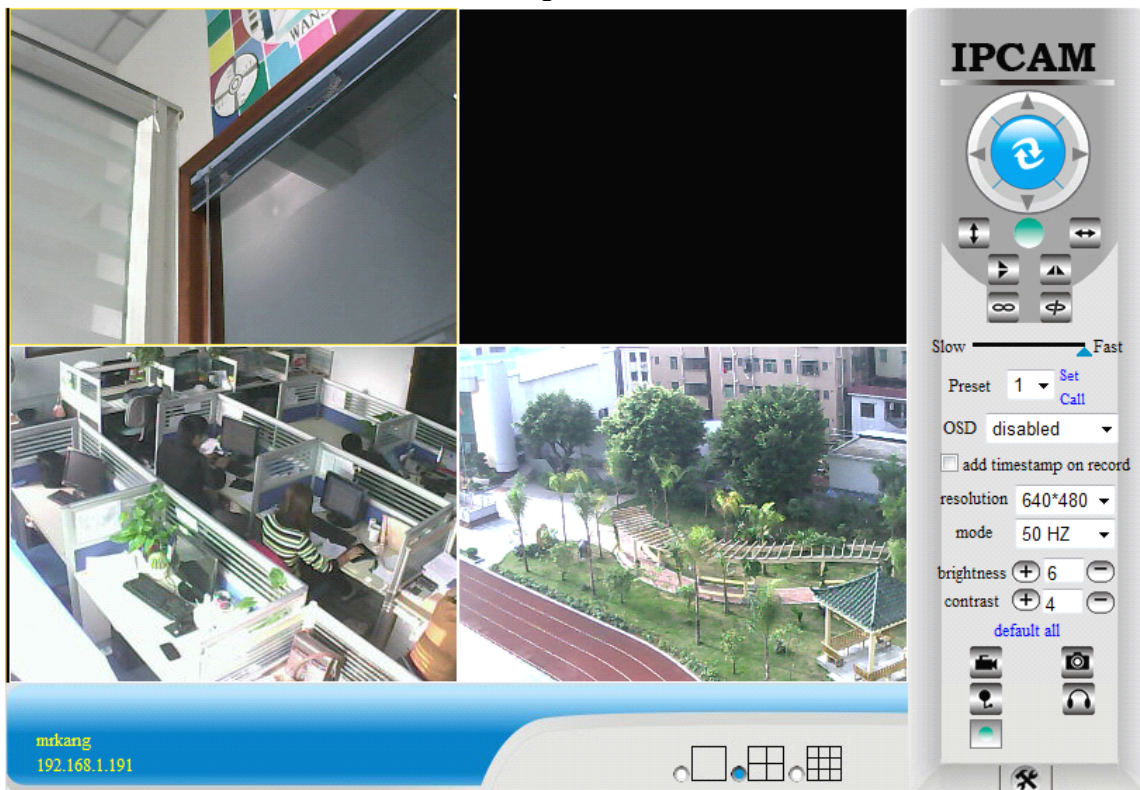 WANS
IPCAM
Slow Fast
Preset 1 Set
Call
OSD disabled
add timestamp on record
resolution 640*480
mode 50 HZ
brightness + 6 −
contrast + 4 −
default all
mrkang
192.168.1.191